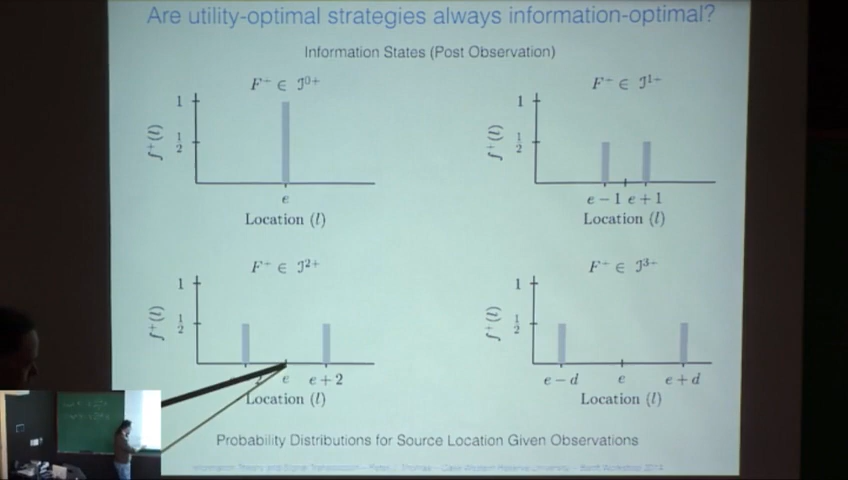 Are utility-optimal strategies always information-optimal?
Information States (Post Observation)
F⁺ ∈ ℐ⁰⁺
f⁺(l)
1
1/2
e
Location (l)
F⁺ ∈ ℐ¹⁺
f⁺(l)
1
1/2
e − 1 e + 1
Location (l)
F⁺ ∈ ℐ²⁺
f⁺(l)
1
1/2
e e + 2
Location (l)
F⁺ ∈ ℐ³⁺
f⁺(l)
1
1/2
e − d e e + d
Location (l)
Probability Distributions for Source Location Given Observations